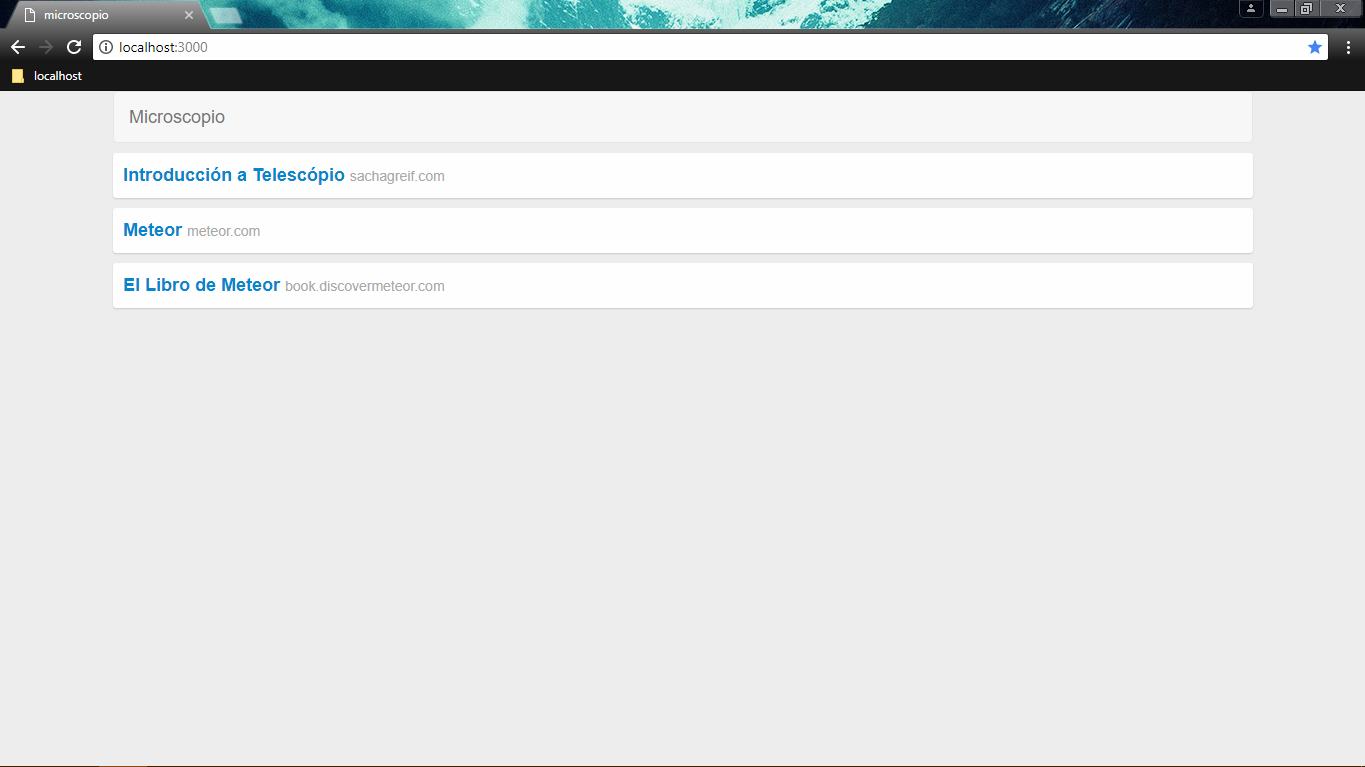 microscopio
localhost:3000
localhost
Microscopio
Introducción a Telescópio sachagreif.com
Meteor meteor.com
El Libro de Meteor book.discovermeteor.com